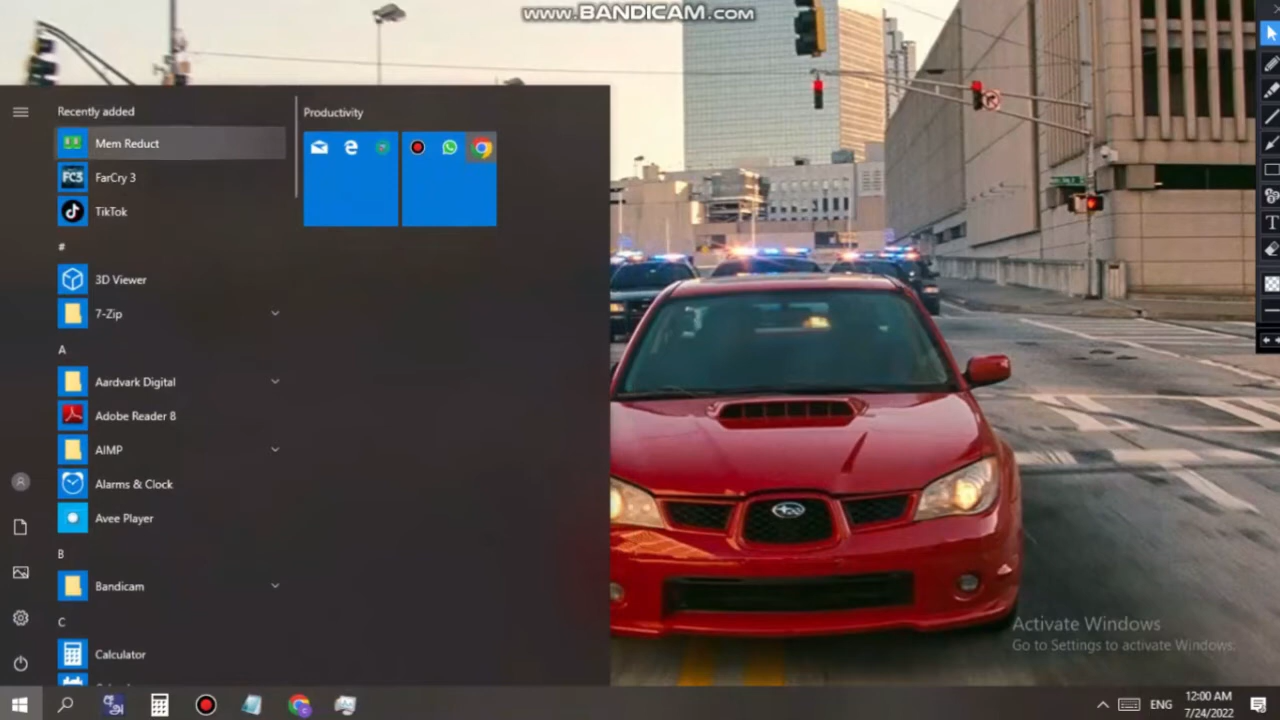 www.BANDICAM.com
Recently added
Mem Reduct
FC3
FarCry 3
TikTok
#
3D Viewer
7-Zip
A
Aardvark Digital
Adobe Reader 8
AIMP
Alarms & Clock
Avee Player
B
Bandicam
C
Calculator
Productivity
T
Activate Windows
Go to Settings to activate Windows.
ENG
12:00 AM
7/24/2022